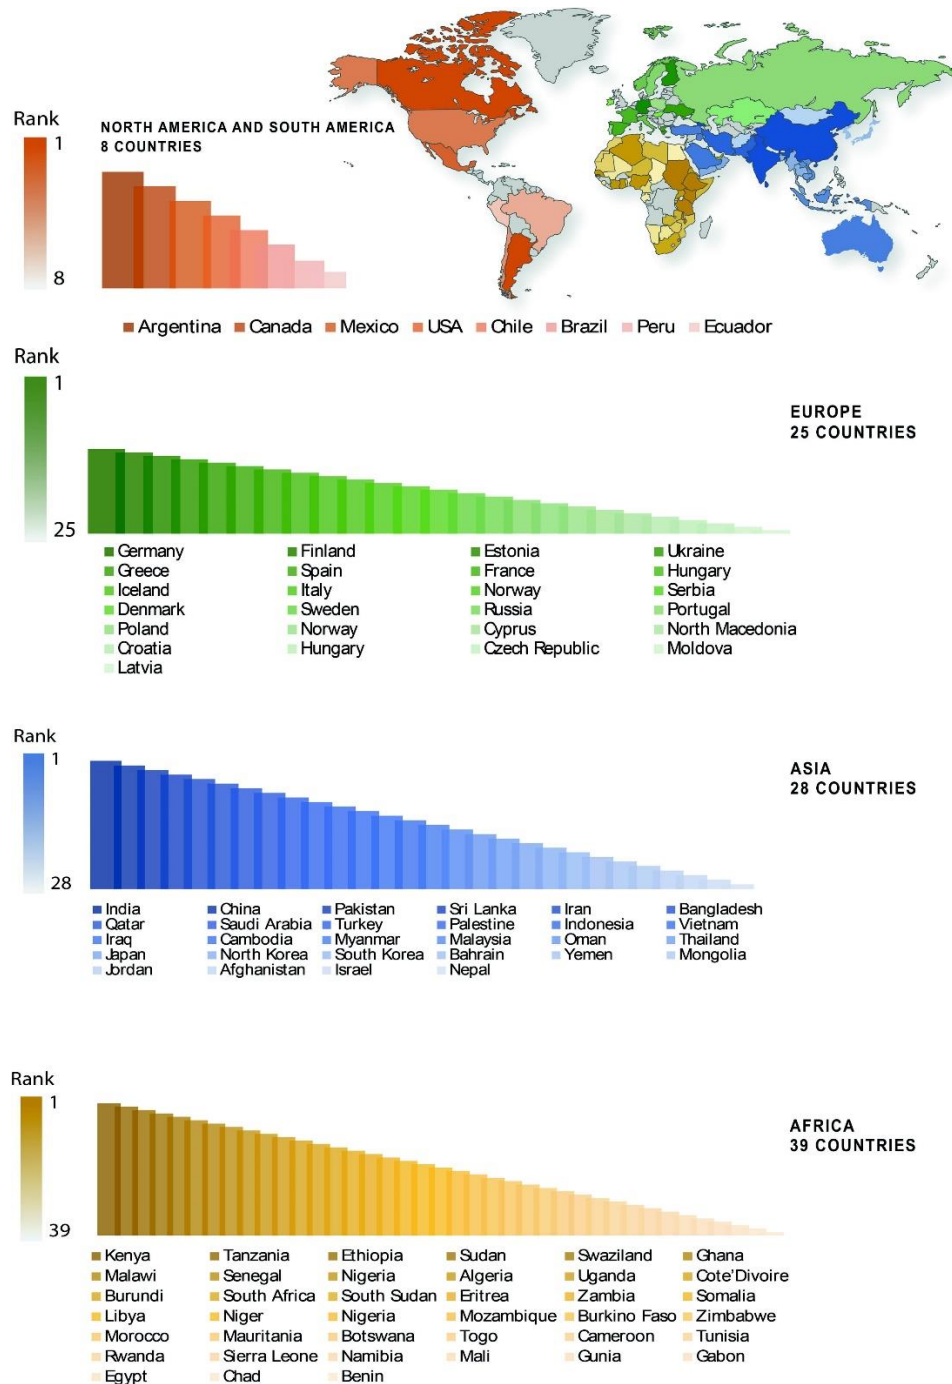 Rank
1
8
NORTH AMERICA AND SOUTH AMERICA
8 COUNTRIES
Argentina Canada Mexico USA Chile Brazil Peru Ecuador
Rank
1
25
EUROPE
25 COUNTRIES
Germany Finland Estonia Ukraine
Greece Spain France Hungary
Iceland Italy Norway Serbia
Denmark Sweden Russia Portugal
Poland Norway Cyprus North Macedonia
Croatia Hungary Czech Republic Moldova
Latvia
Rank
1
28
ASIA
28 COUNTRIES
India China Pakistan Sri Lanka Iran Bangladesh
Qatar Saudi Arabia Turkey Palestine Indonesia Vietnam
Iraq Cambodia Myanmar Malaysia Oman Thailand
Japan North Korea South Korea Bahrain Yemen Mongolia
Jordan Afghanistan Israel Nepal
Rank
1
39
AFRICA
39 COUNTRIES
Kenya Tanzania Ethiopia Sudan Swaziland Ghana
Malawi Senegal Nigeria Algeria Uganda Cote'Divoire
Burundi South Africa South Sudan Eritrea Zambia Somalia
Libya Niger Nigeria Mozambique Burkino Faso Zimbabwe
Morocco Mauritania Botswana Togo Cameroon Tunisia
Rwanda Sierra Leone Namibia Mali Gunia Gabon
Egypt Chad Benin